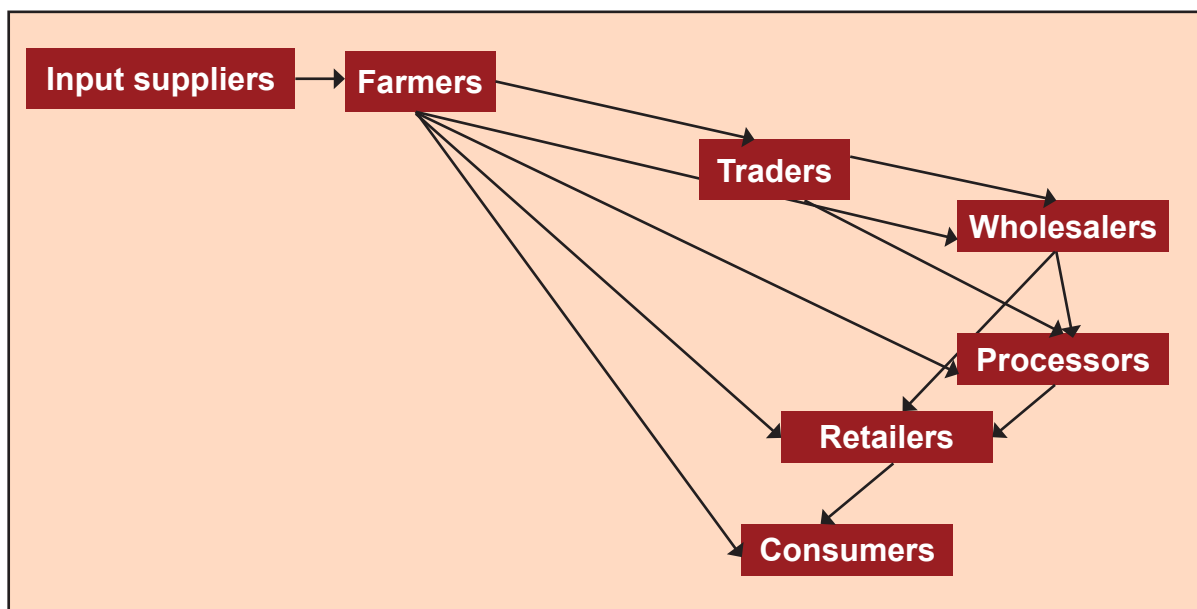 Input suppliers
Farmers
Traders
Wholesalers
Processors
Retailers
Consumers